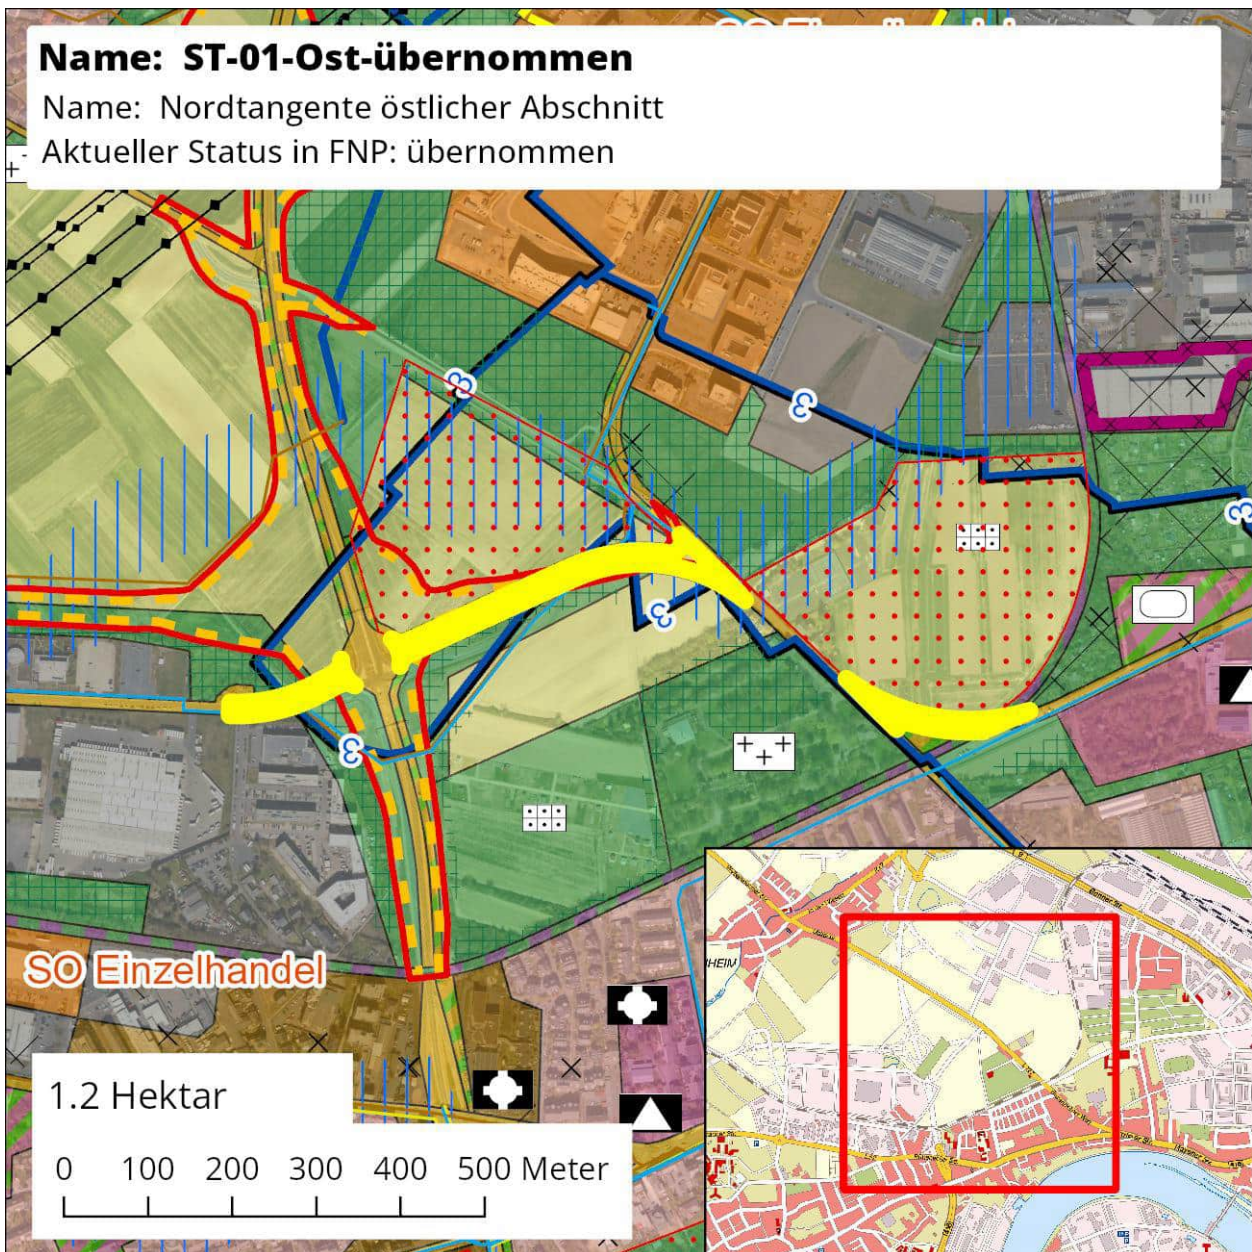 Name: ST-01-Ost-übernommen
Name: Nordtangente östlicher Abschnitt
Aktueller Status in FNP: übernommen
SO Einzelhandel
1.2 Hektar
0 100 200 300 400 500 Meter
HEIM